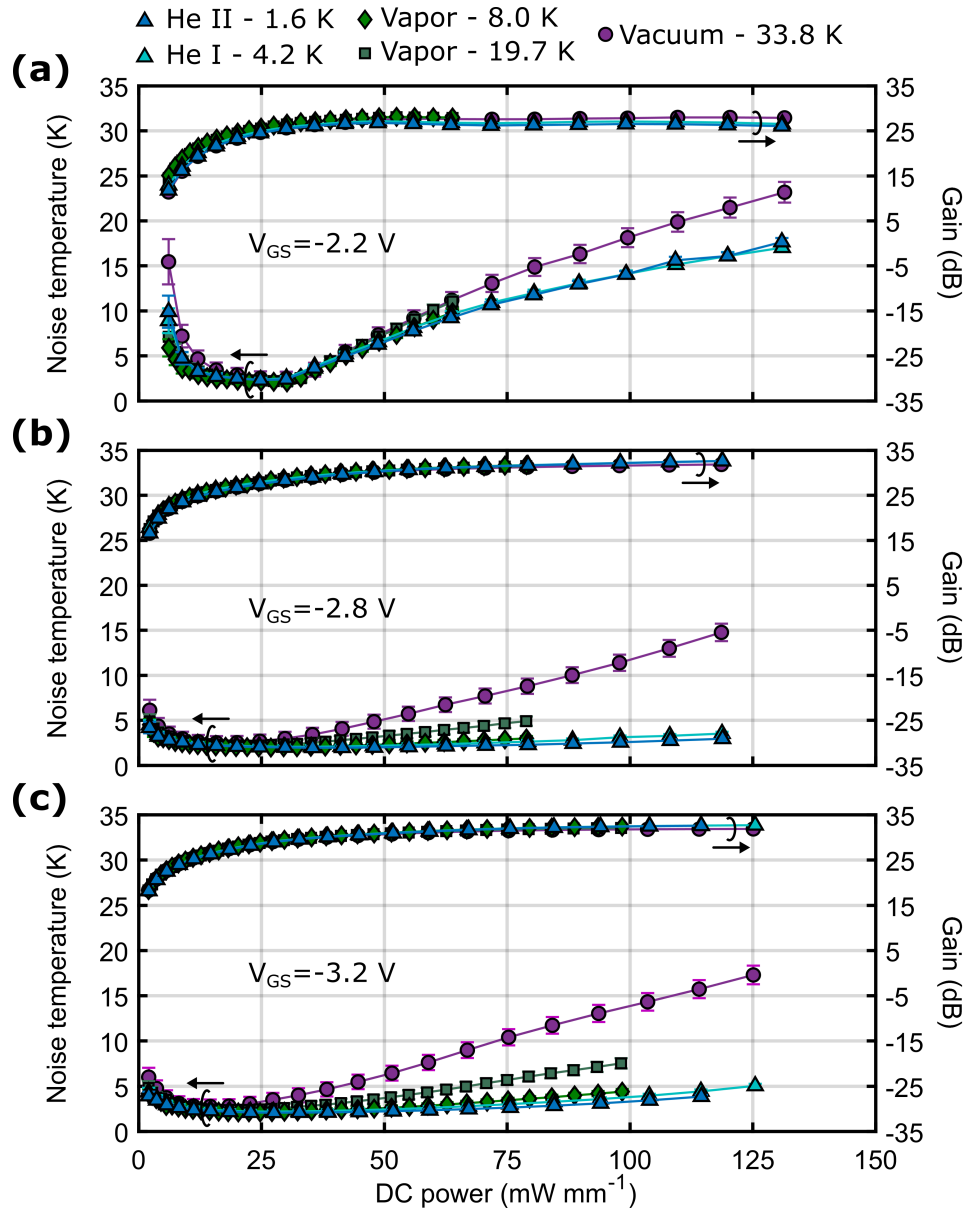 He II - 1.6 K Vapor - 8.0 K Vacuum - 33.8 K
He I - 4.2 K Vapor - 19.7 K
(a)
35 35
30 25
25 15
20 5
15 -5
10 -15
5 -25
0 -35
Noise temperature (K)
Gain
(dB)
V_GS=-2.2 V
(b)
35 35
30 25
25 15
20 5
15 -5
10 -15
5 -25
0 -35
Noise temperature (K)
Gain
(dB)
V_GS=-2.8 V
(c)
35 35
30 25
25 15
20 5
15 -5
10 -15
5 -25
0 -35
Noise temperature (K)
Gain
(dB)
V_GS=-3.2 V
0 25 50 75 100 125 150
DC power (mW mm⁻¹)